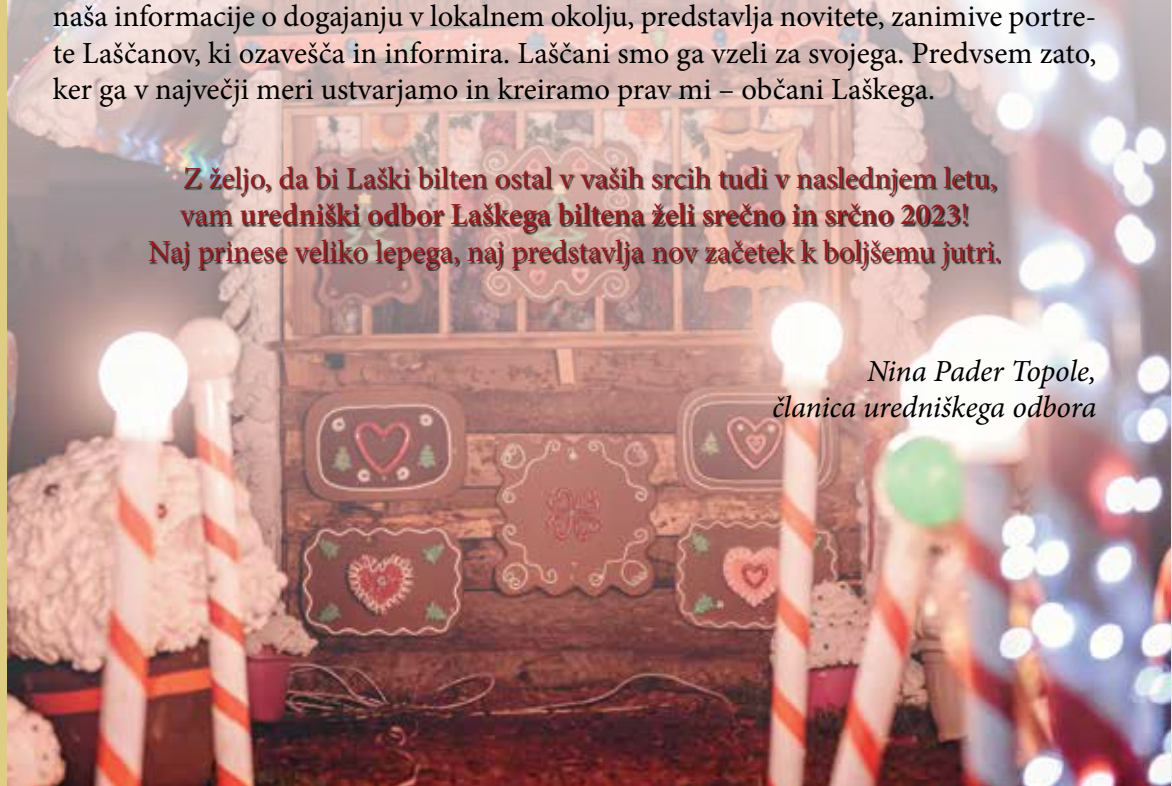 naša informacije o dogajanju v lokalnem okolju, predstavlja novitete, zanimive portre-
te Laščanov, ki ozavešča in informira. Laščani smo ga vzeli za svojega. Predvsem zato,
ker ga v največji meri ustvarjamo in kreiramo prav mi – občani Laškega.
Z željo, da bi Laški bilten ostal v vaših srcih tudi v naslednjem letu,
vam uredniški odbor Laškega biltena želi srečno in srčno 2023!
Naj prinese veliko lepega, naj predstavlja nov začetek k boljšemu jutri.
Nina Pader Topole,
članica uredniškega odbora